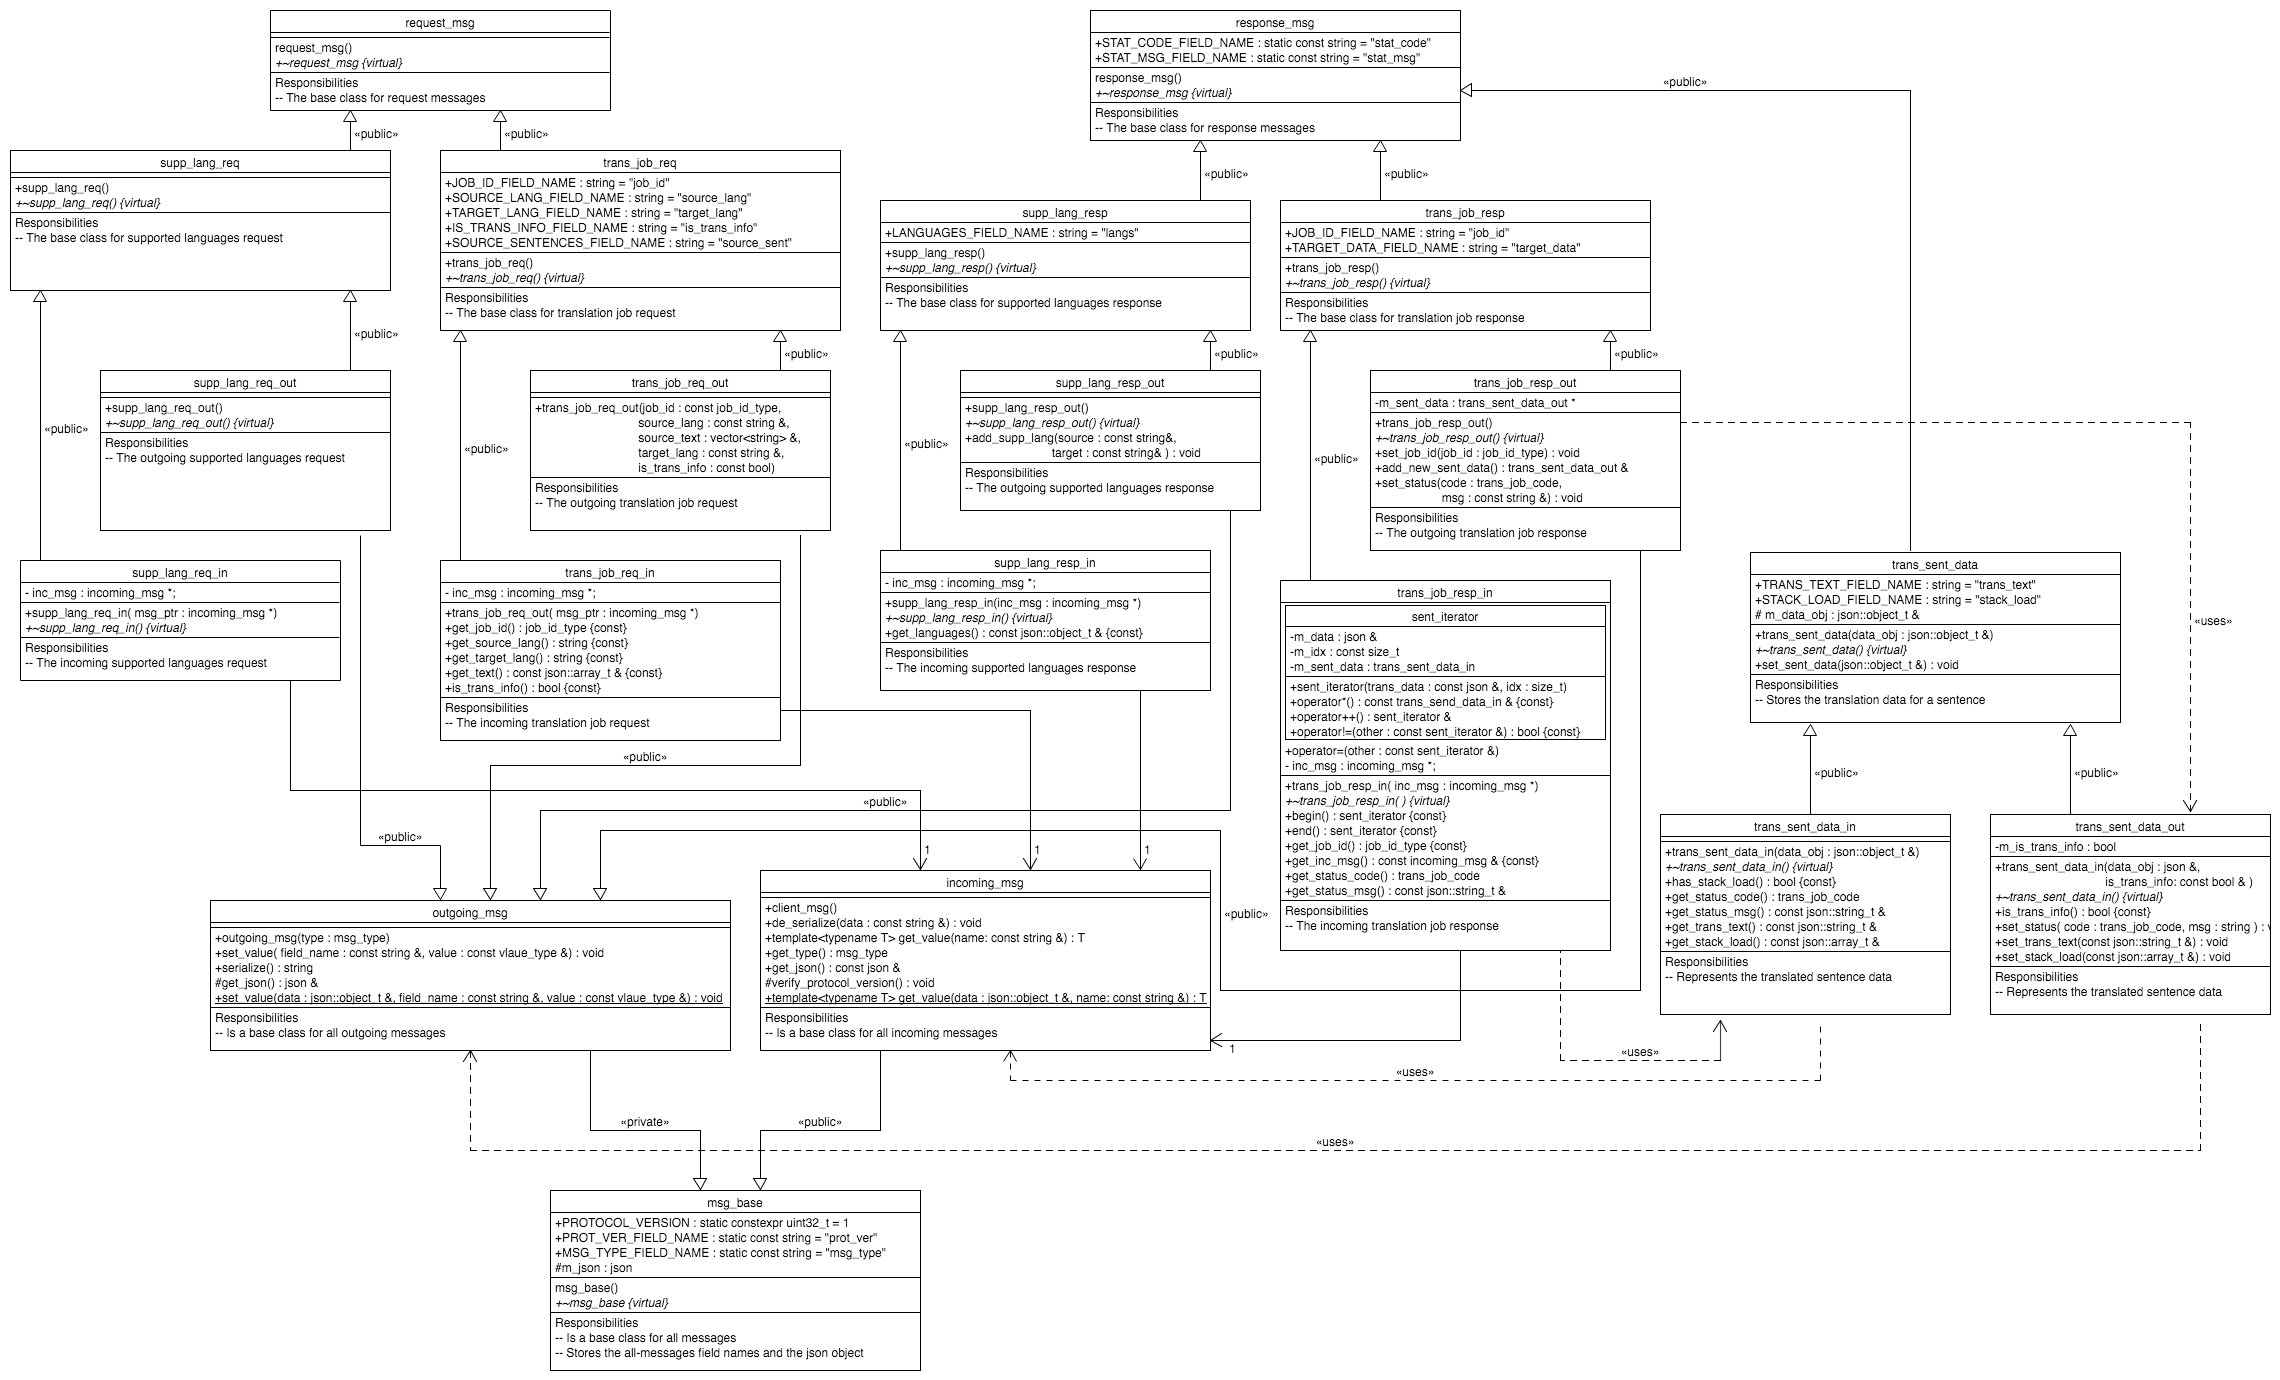 request_msg
request_msg()
+~request_msg {virtual}
Responsibilities
-- The base class for request messages
response_msg
+STAT_CODE_FIELD_NAME : static const string = "stat_code"
+STAT_MSG_FIELD_NAME : static const string = "stat_msg"
response_msg()
+~response_msg {virtual}
Responsibilities
-- The base class for response messages
«public»
«public»
«public»
«public»
«public»
supp_lang_req
+supp_lang_req()
+~supp_lang_req() {virtual}
Responsibilities
-- The base class for supported languages request
trans_job_req
+JOB_ID_FIELD_NAME : string = "job_id"
+SOURCE_LANG_FIELD_NAME : string = "source_lang"
+TARGET_LANG_FIELD_NAME : string = "target_lang"
+IS_TRANS_INFO_FIELD_NAME : string = "is_trans_info"
+SOURCE_SENTENCES_FIELD_NAME : string = "source_sent"
+trans_job_req()
+~trans_job_req() {virtual}
Responsibilities
-- The base class for translation job request
supp_lang_resp
+LANGUAGES_FIELD_NAME : string = "langs"
+supp_lang_resp()
+~supp_lang_resp() {virtual}
Responsibilities
-- The base class for supported languages response
trans_job_resp
+JOB_ID_FIELD_NAME : string = "job_id"
+TARGET_DATA_FIELD_NAME : string = "target_data"
+trans_job_resp()
+~trans_job_resp() {virtual}
Responsibilities
-- The base class for translation job response
«public»
«public»
«public»
«public»
«public»
«public»
«public»
«public»
supp_lang_req_out
+supp_lang_req_out()
+~supp_lang_req_out() {virtual}
Responsibilities
-- The outgoing supported languages request
trans_job_req_out
+trans_job_req_out(job_id : const job_id_type,
source_lang : const string &,
source_text : vector<string> &,
target_lang : const string &,
is_trans_info : const bool)
Responsibilities
-- The outgoing translation job request
supp_lang_resp_out
+supp_lang_resp_out()
+~supp_lang_resp_out() {virtual}
+add_supp_lang(source : const string&,
target : const string& ) : void
Responsibilities
-- The outgoing supported languages response
trans_job_resp_out
-m_sent_data : trans_sent_data_out *
+trans_job_resp_out()
+~trans_job_resp_out() {virtual}
+set_job_id(job_id : job_id_type) : void
+add_new_sent_data() : trans_sent_data_out &
+set_status(code : trans_job_code,
msg : const string &) : void
Responsibilities
-- The outgoing translation job response
supp_lang_req_in
- inc_msg : incoming_msg *;
+supp_lang_req_in( msg_ptr : incoming_msg *)
+~supp_lang_req_in() {virtual}
Responsibilities
-- The incoming supported languages request
trans_job_req_in
- inc_msg : incoming_msg *;
+trans_job_req_out( msg_ptr : incoming_msg *)
+get_job_id() : job_id_type {const}
+get_source_lang() : string {const}
+get_target_lang() : string {const}
+get_text() : const json::array_t & {const}
+is_trans_info() : bool {const}
Responsibilities
-- The incoming translation job request
supp_lang_resp_in
- inc_msg : incoming_msg *;
+supp_lang_resp_in(inc_msg : incoming_msg *)
+~supp_lang_resp_in() {virtual}
+get_languages() : const json::object_t & {const}
Responsibilities
-- The incoming supported languages response
trans_job_resp_in
sent_iterator
-m_data : json &
-m_idx : const size_t
-m_sent_data : trans_sent_data_in
+sent_iterator(trans_data : const json &, idx : size_t)
+operator*() : const trans_send_data_in & {const}
+operator++() : sent_iterator &
+operator!=(other : const sent_iterator &) : bool {const}
+operator=(other : const sent_iterator &)
- inc_msg : incoming_msg *;
+trans_job_resp_in( inc_msg : incoming_msg *)
+~trans_job_resp_in( ) {virtual}
+begin() : sent_iterator {const}
+end() : sent_iterator {const}
+get_job_id() : job_id_type {const}
+get_inc_msg() : const incoming_msg & {const}
+get_status_code() : trans_job_code
+get_status_msg() : const json::string_t &
Responsibilities
-- The incoming translation job response
trans_sent_data
+TRANS_TEXT_FIELD_NAME : string = "trans_text"
+STACK_LOAD_FIELD_NAME : string = "stack_load"
# m_data_obj : json::object_t &
+trans_sent_data(data_obj : json::object_t &)
+~trans_sent_data() {virtual}
+set_sent_data(json::object_t &) : void
Responsibilities
-- Stores the translation data for a sentence
«uses»
«public»
«public»
«public»
«public»
«public»
«public»
1
1
1
1
trans_sent_data_in
+trans_sent_data_in(data_obj : json::object_t &)
+~trans_sent_data_in() {virtual}
+has_stack_load() : bool {const}
+get_status_code() : trans_job_code
+get_status_msg() : const json::string_t &
+get_trans_text() : const json::string_t &
+get_stack_load() : const json::array_t &
Responsibilities
-- Represents the translated sentence data
trans_sent_data_out
-m_is_trans_info : bool
+trans_sent_data_in(data_obj : json &,
is_trans_info: const bool & )
+~trans_sent_data_in() {virtual}
+is_trans_info() : bool {const}
+set_status( code : trans_job_code, msg : string ) :
+set_trans_text(const json::string_t &) : void
+set_stack_load(const json::array_t &) : void
Responsibilities
-- Represents the translated sentence data
outgoing_msg
+outgoing_msg(type : msg_type)
+set_value( field_name : const string &, value : const vlaue_type &) : void
+serialize() : string
#get_json() : json &
+set_value(data : json::object_t &, field_name : const string &, value : const vlaue_type &) : void
Responsibilities
-- Is a base class for all outgoing messages
incoming_msg
+client_msg()
+de_serialize(data : const string &) : void
+template<typename T> get_value(name: const string &) : T
+get_type() : msg_type
+get_json() : const json &
#verify_protocol_version() : void
+template<typename T> get_value(data : json::object_t &, name: const string &) : T
Responsibilities
-- Is a base class for all incoming messages
«uses»
«uses»
«private»
«public»
«uses»
msg_base
+PROTOCOL_VERSION : static constexpr uint32_t = 1
+PROT_VER_FIELD_NAME : static const string = "prot_ver"
+MSG_TYPE_FIELD_NAME : static const string = "msg_type"
#m_json : json
msg_base()
+~msg_base {virtual}
Responsibilities
-- Is a base class for all messages
-- Stores the all-messages field names and the json object